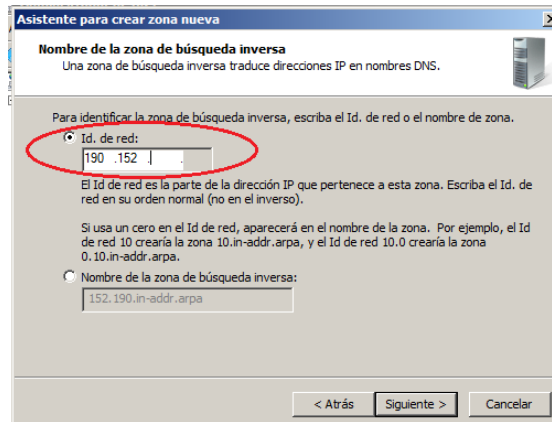 Asistente para crear zona nueva
Nombre de la zona de búsqueda inversa
Una zona de búsqueda inversa traduce direcciones IP en nombres DNS.
Para identificar la zona de búsqueda inversa, escriba el Id. de red o el nombre de zona.
Id. de red:
190 .152 . .
El Id de red es la parte de la dirección IP que pertenece a esta zona. Escriba el Id. de
red en su orden normal (no en el inverso).
Si usa un cero en el Id de red, aparecerá en el nombre de la zona. Por ejemplo, el Id
de red 10 crearía la zona 10.in-addr.arpa, y el Id de red 10.0 crearía la zona
0.10.in-addr.arpa.
Nombre de la zona de búsqueda inversa:
152.190.in-addr.arpa
< Atrás
Siguiente >
Cancelar